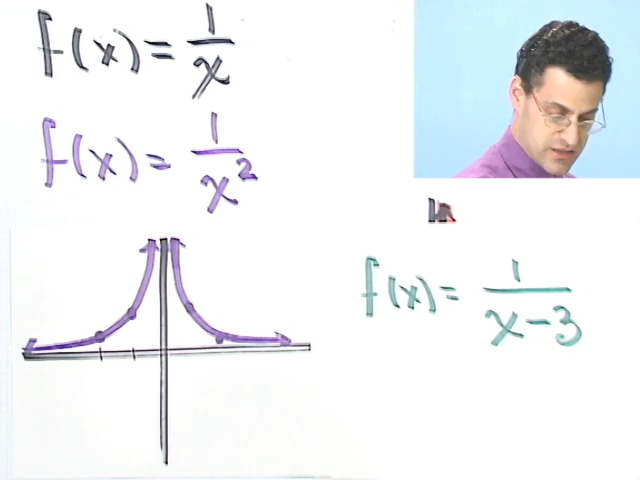 f(x) = 1/x
f(x) = 1/x²
f(x) = 1/(x-3)